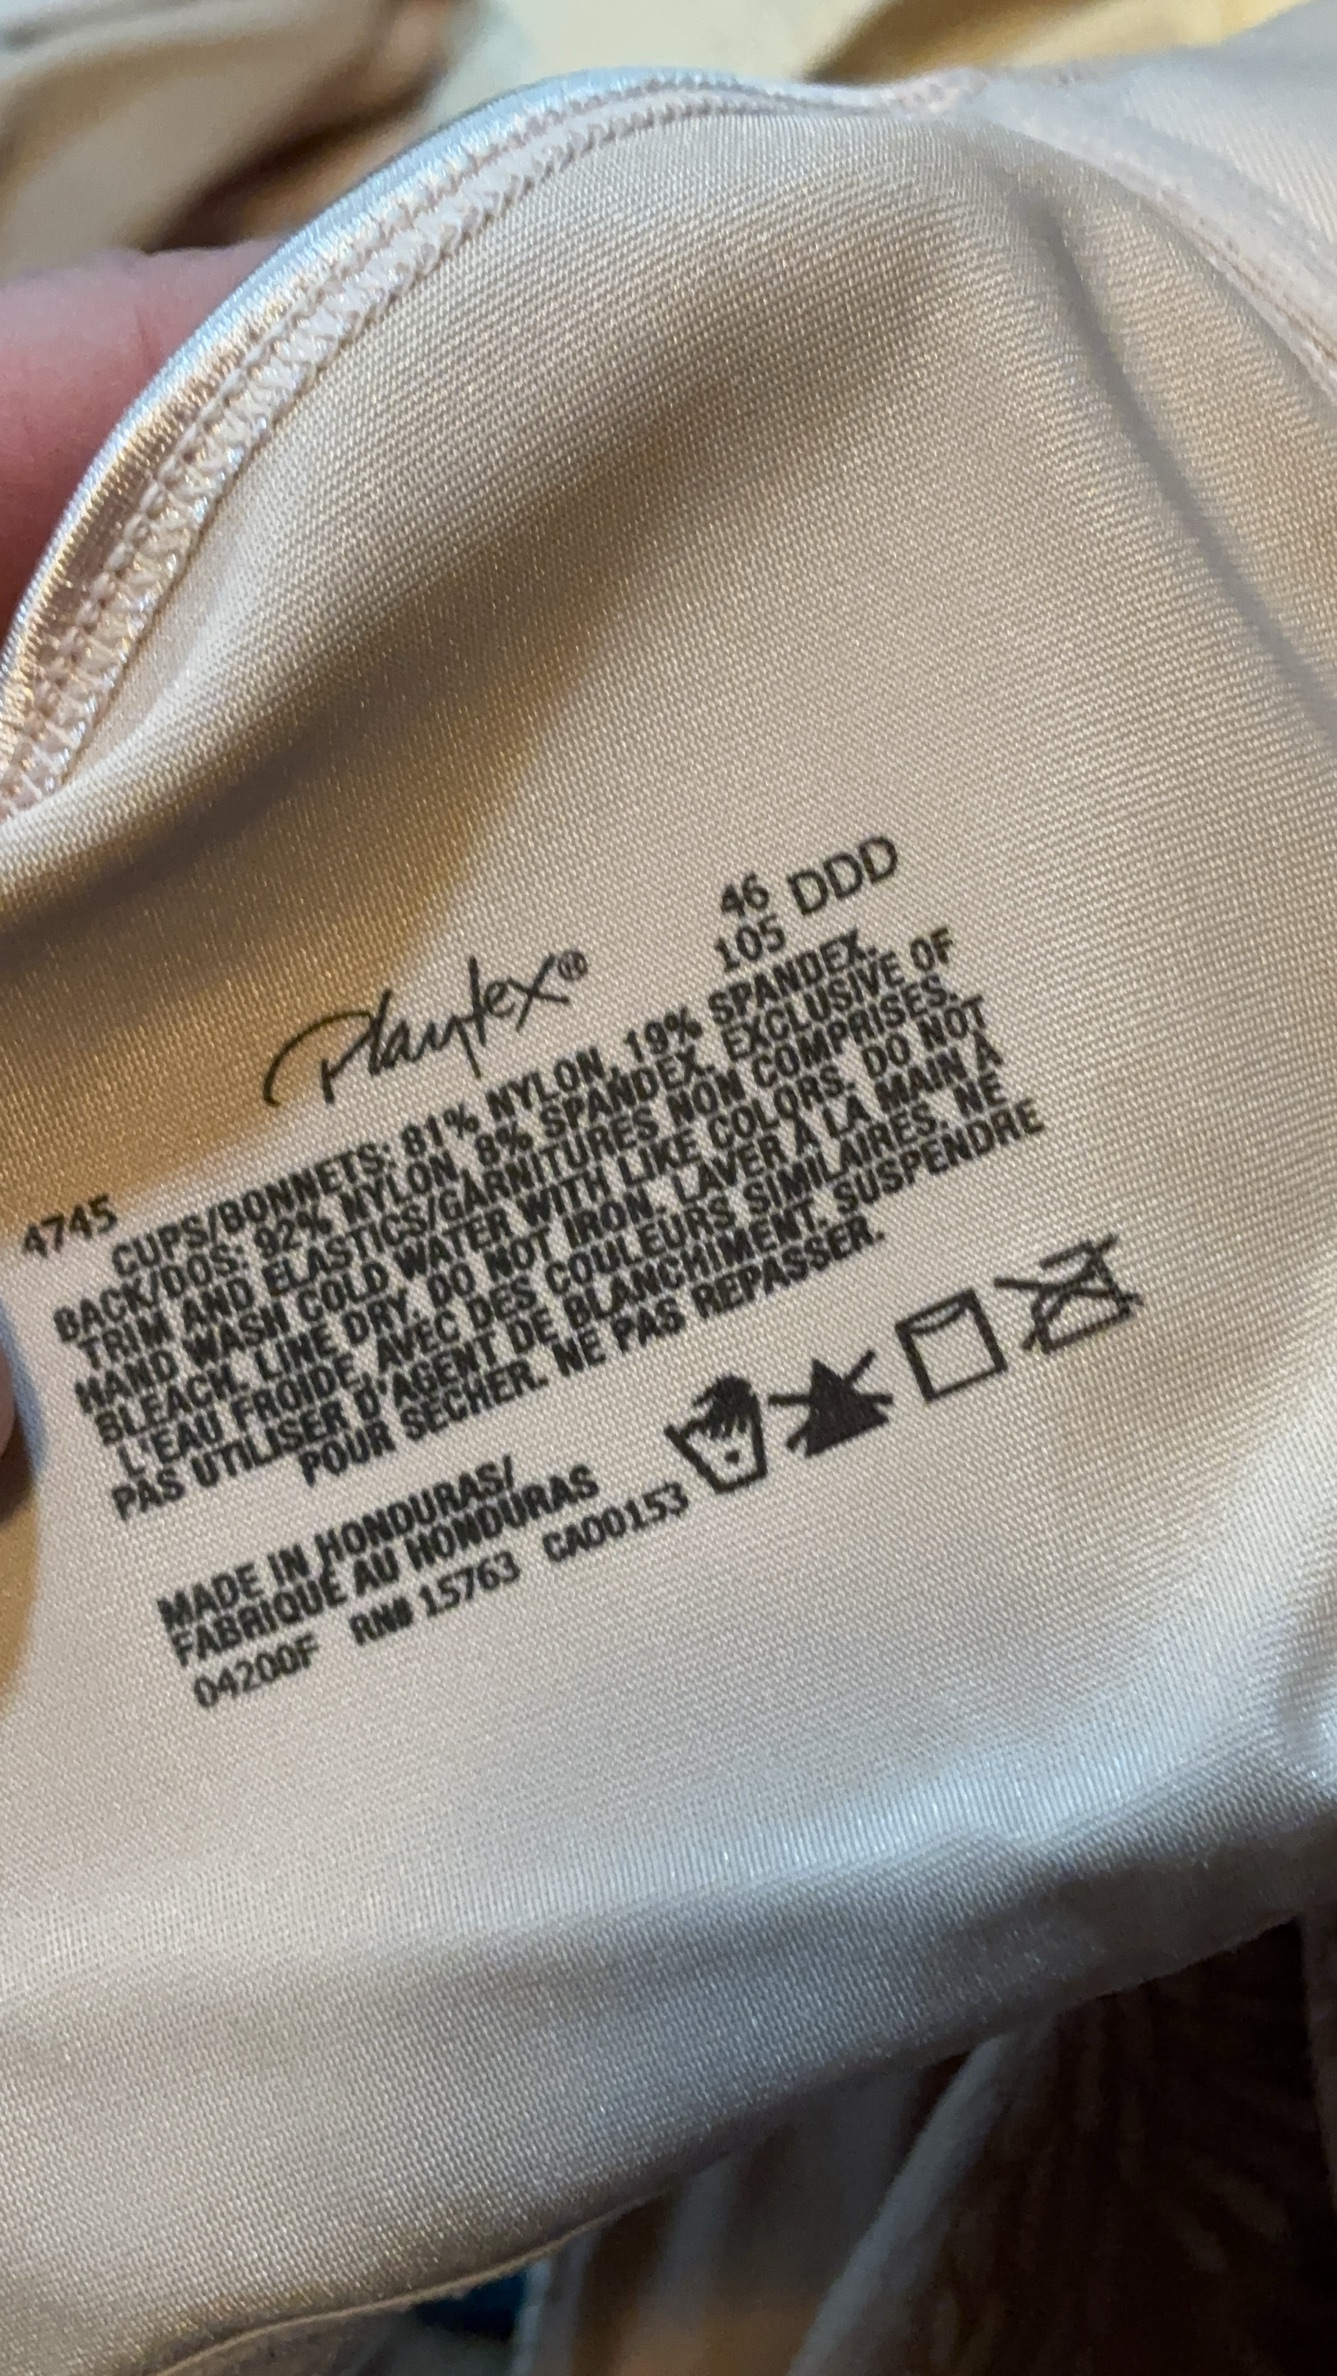 46 DDD
105
Playtex®
4745
CUPS/BONNETS: 81% NYLON, 19% SPANDEX.
BACK/DOS: 92% NYLON, 8% SPANDEX. EXCLUSIVE OF
TRIM AND ELASTICS/GARNITURES NON COMPRISES.
HAND WASH COLD WATER WITH LIKE COLORS. DO NOT
BLEACH. LINE DRY. DO NOT IRON. LAVER À LA MAIN À
L'EAU FROIDE, AVEC DES COULEURS SIMILAIRES. NE
PAS UTILISER D'AGENT DE BLANCHIMENT. SUSPENDRE
POUR SÉCHER. NE PAS REPASSER.
MADE IN HONDURAS/
FABRIQUÉ AU HONDURAS
04200F RN# 15763 CA00153